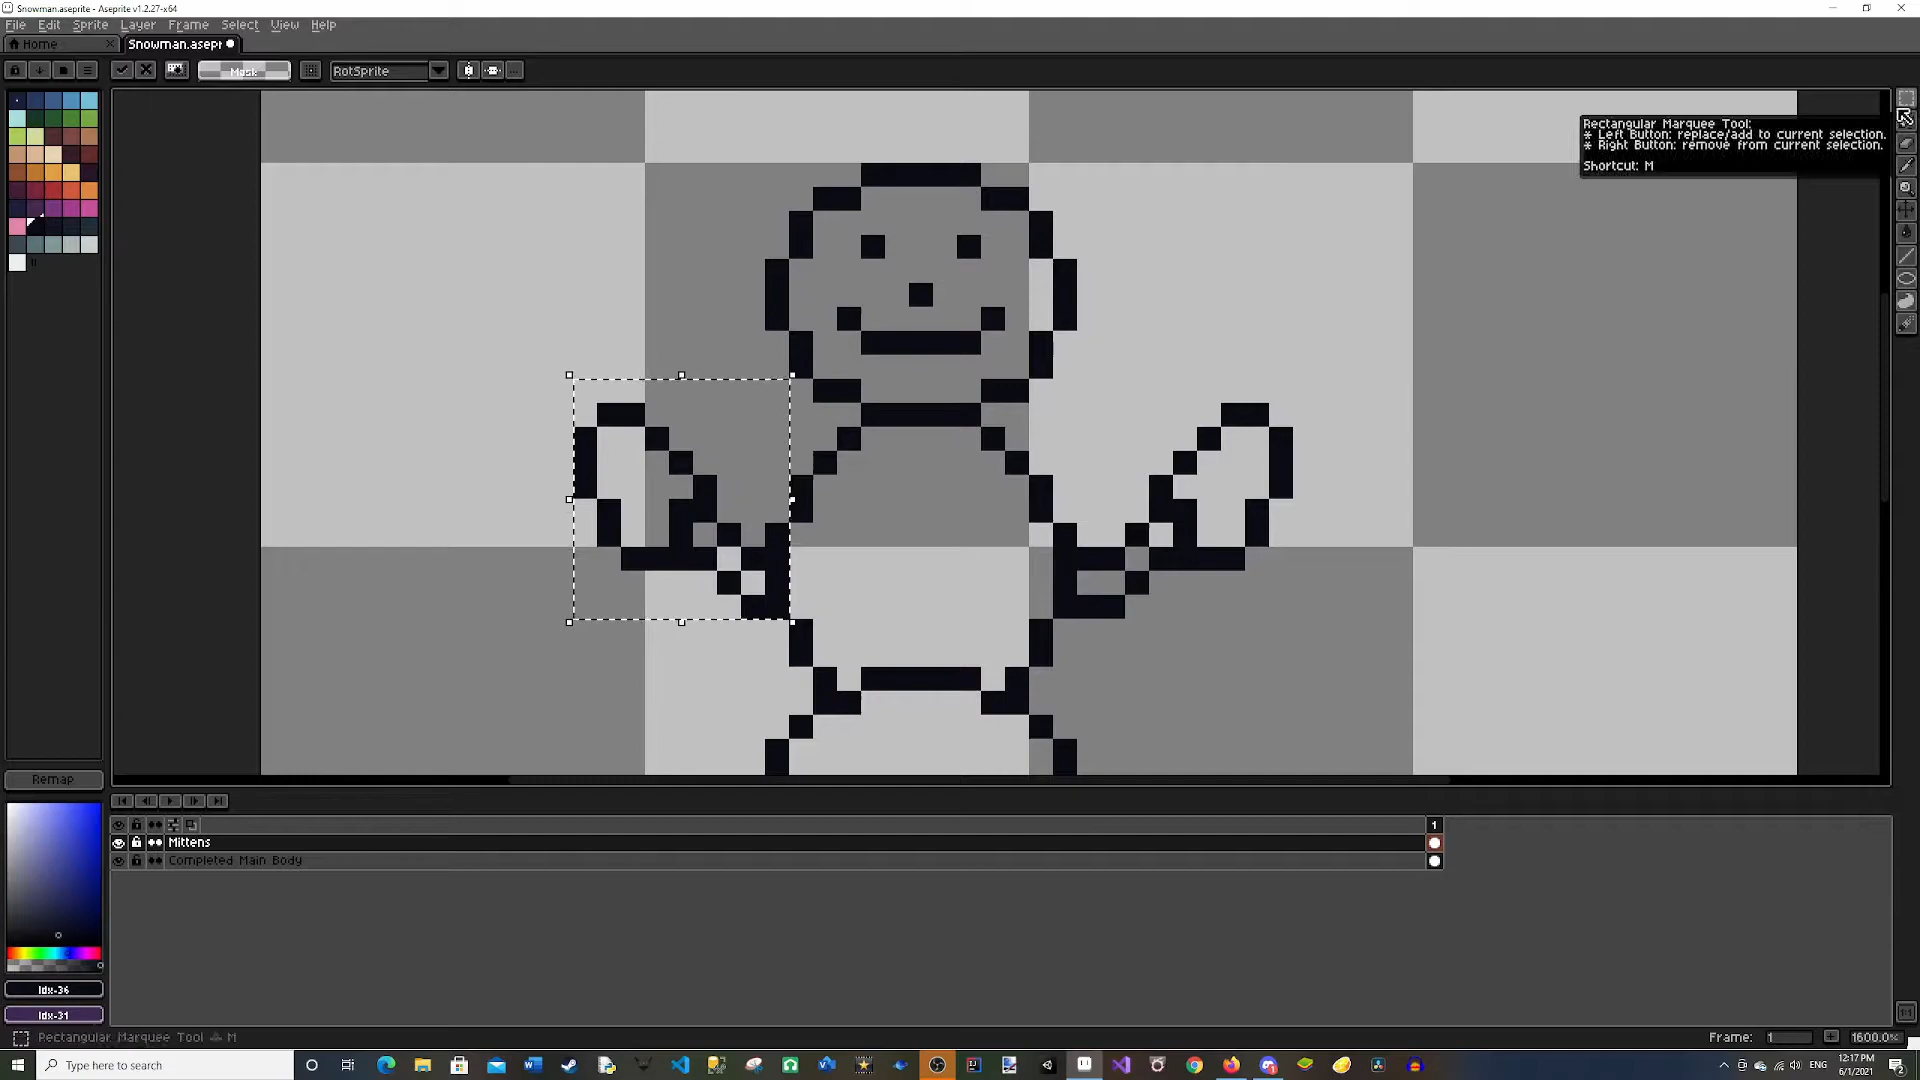 Snowman.aseprite - Aseprite v1.2.27-x64
File Edit Sprite Layer Frame Select View Help
Home
Snowman.asepr
Mask
RotSprite
Rectangular Marquee Tool:
* Left Button: replace/add to current selection.
* Right Button: remove from current selection.
Shortcut: M
Remap
1
Mittens
Completed Main Body
Idx-36
Idx-31
Rectangular Marquee Tool M
Frame: 1
1600.0%
1:1
Type here to search
ENG
12:17 PM
6/1/2021
2